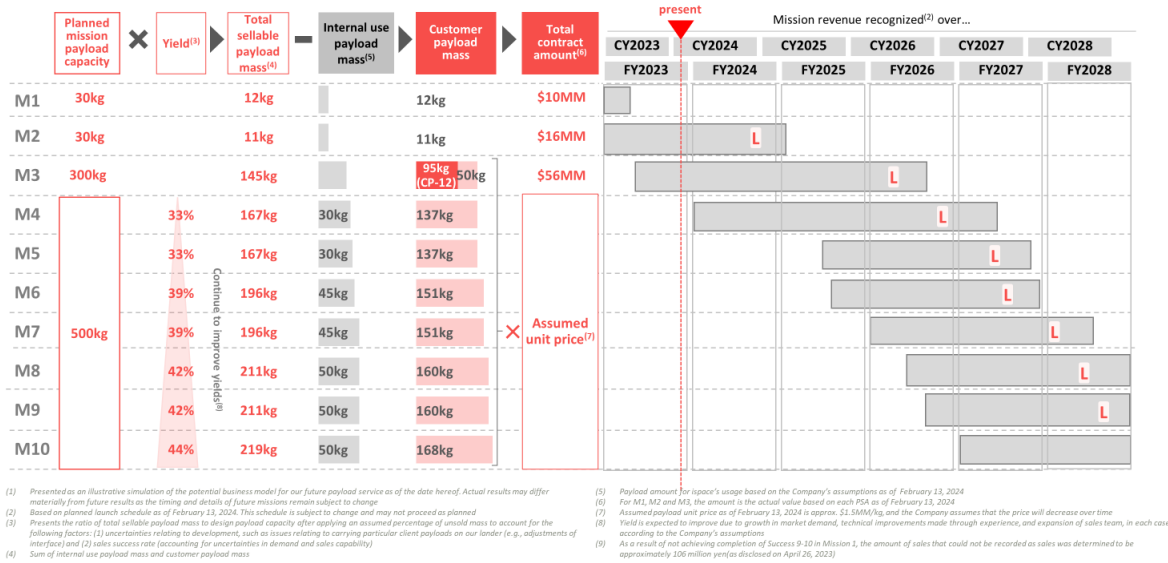 present
Mission revenue recognized(2) over…
Planned
mission
payload
capacity
Yield(3)
Total
sellable
payload
mass(4)
Internal use
payload
mass(5)
Customer
payload
mass
Total
contract
amount(6)
CY2023 CY2024 CY2025 CY2026 CY2027 CY2028
FY2023 FY2024 FY2025 FY2026 FY2027 FY2028
M1 30kg 12kg 12kg $10MM
M2 30kg 11kg 11kg $16MM L
M3 300kg 145kg 95kg
(CP-12) 50kg $56MM L
M4 33% 167kg 30kg 137kg L
M5 33% 167kg 30kg 137kg L
M6 39% 196kg 45kg 151kg L
M7 39% 196kg 45kg 151kg L
500kg
Continue to improve yields(8)
Assumed
unit price(7)
M8 42% 211kg 50kg 160kg L
M9 42% 211kg 50kg 160kg L
M10 44% 219kg 50kg 168kg
(1) Presented as an illustrative simulation of the potential business model for our future payload service as of the date hereof. Actual results may differ
materially from future results as the timing and details of future missions remain subject to change
(2) Based on planned launch schedule as of February 13, 2024. This schedule is subject to change and may not proceed as planned
(3) Presents the ratio of total sellable payload mass to design payload capacity after applying an assumed percentage of unsold mass to account for the
following factors: (1) uncertainties relating to development, such as issues relating to carrying particular client payloads on our lander (e.g., adjustments of
interface) and (2) sales success rate (accounting for uncertainties in demand and sales capability)
(4) Sum of internal use payload mass and customer payload mass
(5) Payload amount for ispace's usage based on the Company's assumptions as of February 13, 2024
(6) For M1, M2 and M3, the amount is the actual value based on each PSA as of February 13, 2024
(7) Assumed payload unit price as of February 13, 2024 is approx. $1.5MM/kg, and the Company assumes that the price will decrease over time
(8) Yield is expected to improve due to growth in market demand, technical improvements made through experience, and expansion of sales team, in each case
according to the Company's assumptions
(9) As a result of not achieving completion of Success 9-10 in Mission 1, the amount of sales that could not be recorded as sales was determined to be
approximately 106 million yen(as disclosed on April 26, 2023)